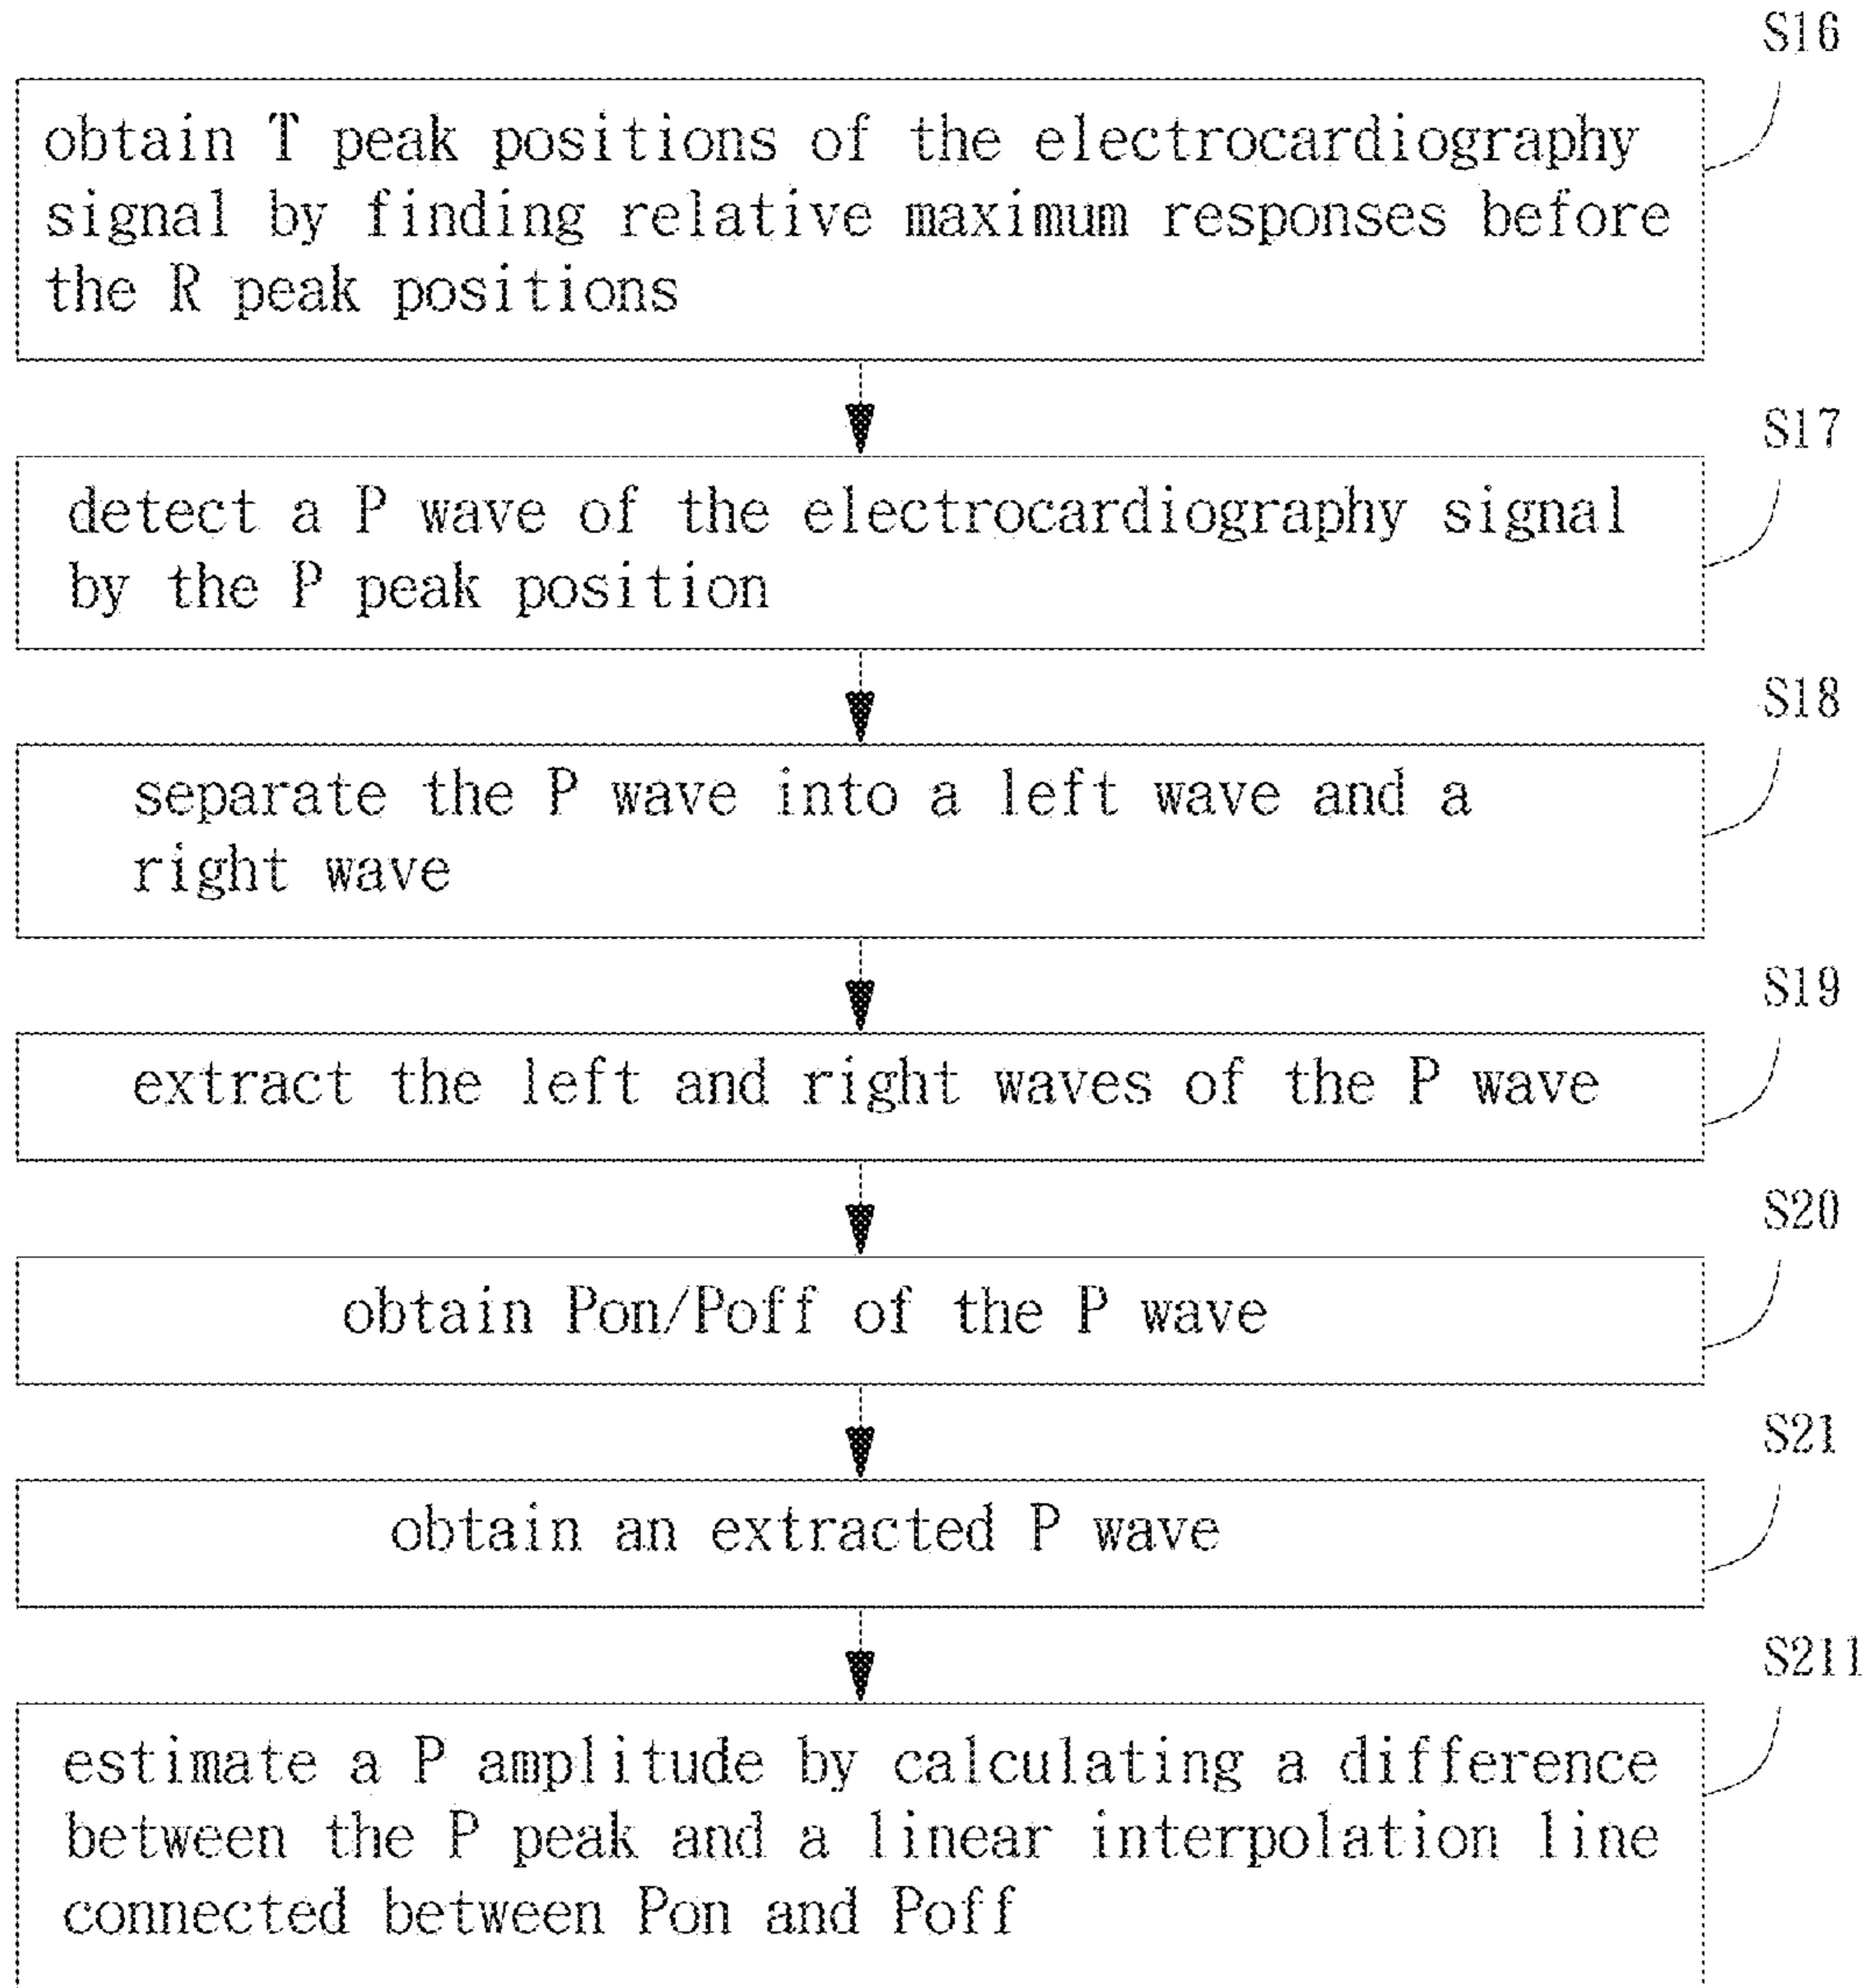 S16
obtain T peak positions of the electrocardiography
signal by finding relative maximum responses before
the R peak positions
S17
detect a P wave of the electrocardiography signal
by the P peak position
S18
separate the P wave into a left wave and a
right wave
S19
extract the left and right waves of the P wave
S20
obtain Pon/Poff of the P wave
S21
obtain an extracted P wave
S211
estimate a P amplitude by calculating a difference
between the P peak and a linear interpolation line
connected between Pon and Poff